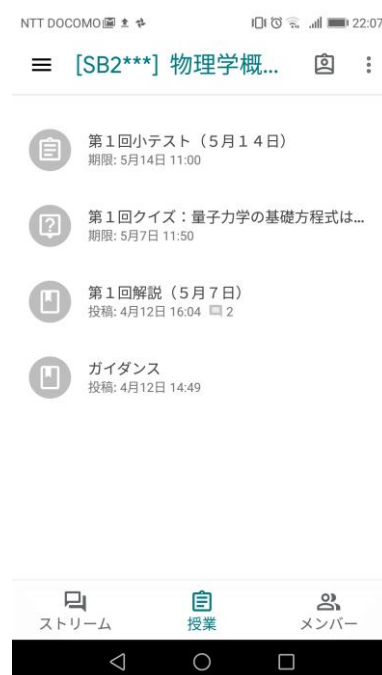 NTT DOCOMO 22:07
[SB2***] 物理学概...
第１回小テスト（５月１４日）
期限: 5月14日 11:00
第１回クイズ：量子力学の基礎方程式は...
期限: 5月7日 11:50
第１回解説（５月７日）
投稿: 4月12日 16:04 2
ガイダンス
投稿: 4月12日 14:49
ストリーム 授業 メンバー